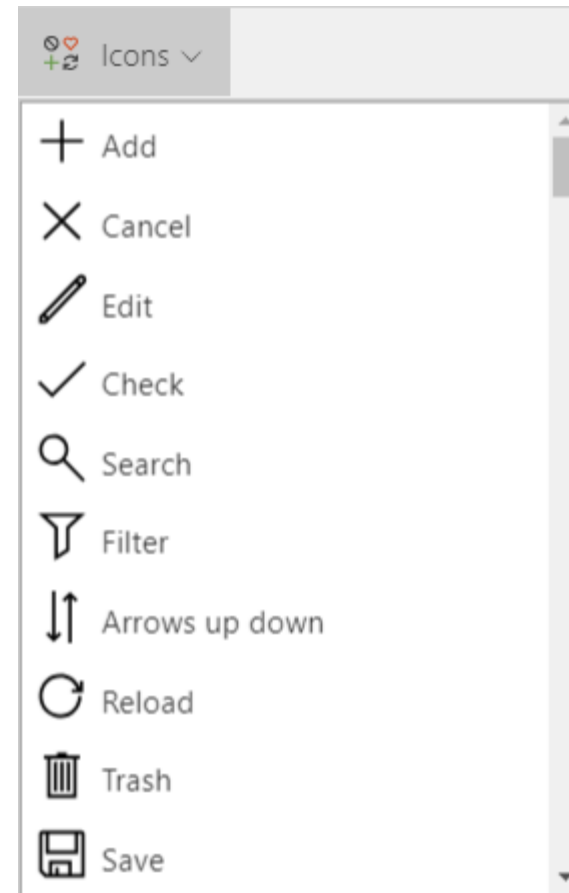 Icons
Add
Cancel
Edit
Check
Search
Filter
Arrows up down
Reload
Trash
Save